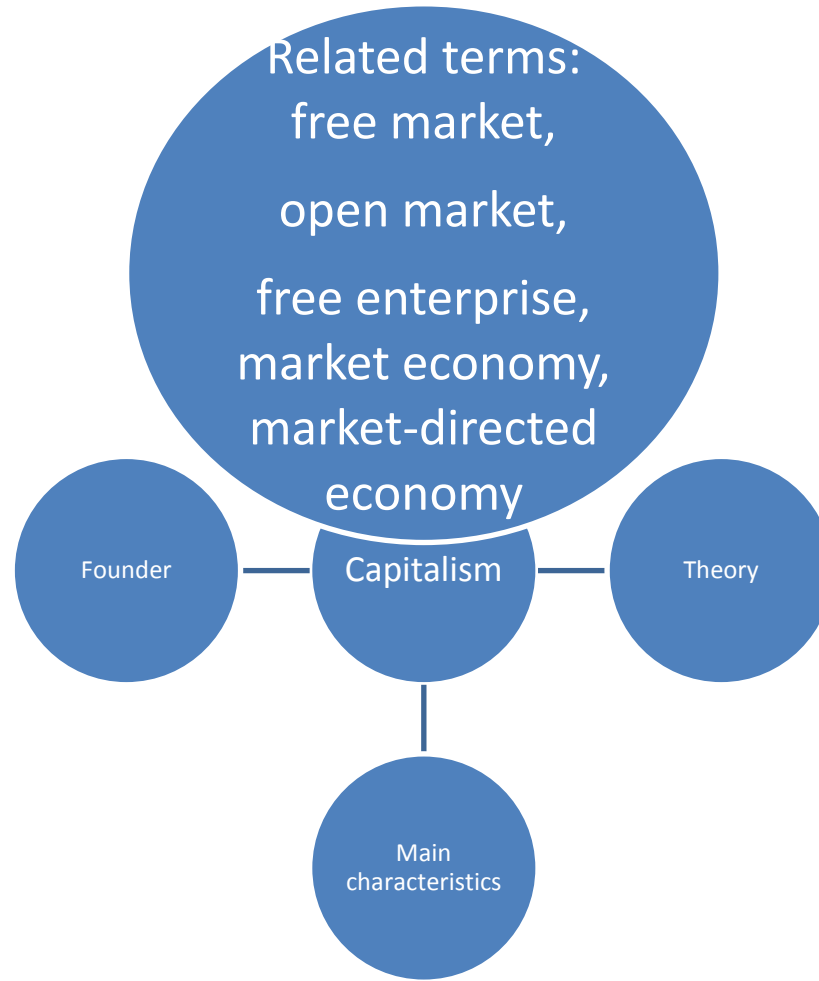 Related terms:
free market,
open market,
free enterprise,
market economy,
market-directed
economy
Founder
Capitalism
Theory
Main
characteristics